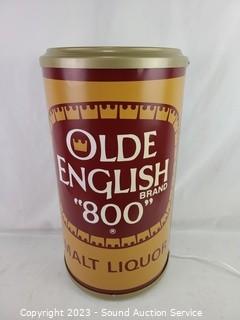 OLDE
ENGLISH
BRAND
"800"
®
MALT LIQUOR
Copyright ©2023 - Sound Auction Service